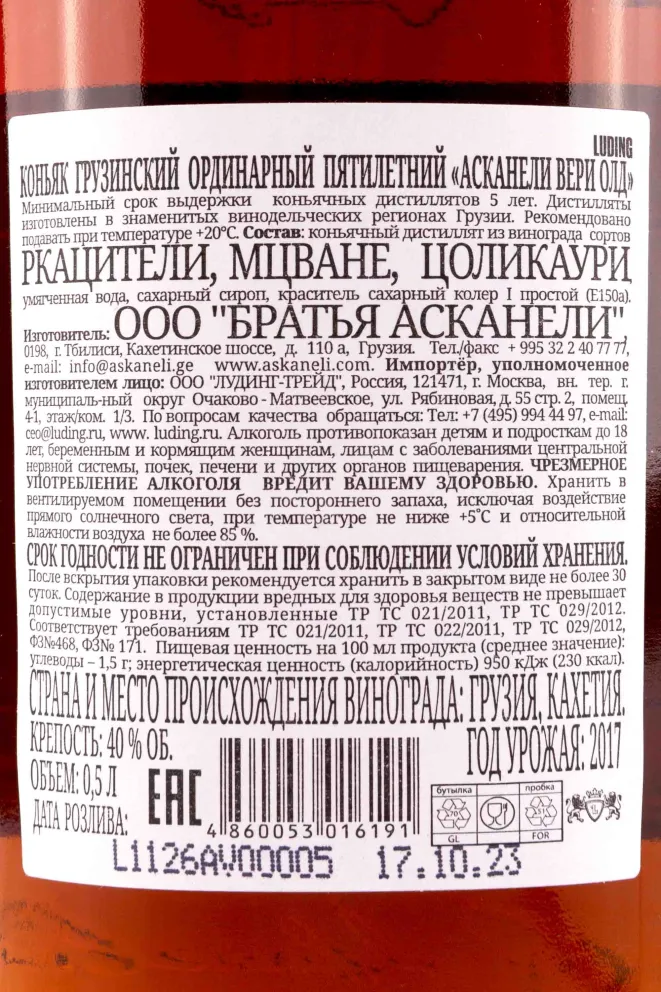 LUDING
КОНЬЯК ГРУЗИНСКИЙ ОРДИНАРНЫЙ ПЯТИЛЕТНИЙ «АСКАНЕЛИ ВЕРИ ОЛД»
Минимальный срок выдержки коньячных дистиллятов 5 лет. Дистилляты
изготовлены в знаменитых винодельческих регионах Грузии. Рекомендовано
подавать при температуре +20°С. Состав: коньячный дистиллят из винограда сортов
РКАЦИТЕЛИ, МЦВАНЕ, ЦОЛИКАУРИ,
умягченная вода, сахарный сироп, краситель сахарный колер I простой (Е150а).
Изготовитель: ООО "БРАТЬЯ АСКАНЕЛИ",
0198, г. Тбилиси, Кахетинское шоссе, д. 110 а, Грузия. Тел./факс + 995 32 2 40 77 77,
e-mail: info@askaneli.ge www.askaneli.com. Импортёр, уполномоченное
изготовителем лицо: ООО "ЛУДИНГ-ТРЕЙД", Россия, 121471, г. Москва, вн. тер. г.
муниципаль-ный округ Очаково - Матвеевское, ул. Рябиновая, д. 55 стр. 2, помещ.
4-1, этаж/ком. 1/3. По вопросам качества обращаться: Тел: +7 (495) 994 44 97, e-mail:
ceo@luding.ru, www. luding.ru. Алкоголь противопоказан детям и подросткам до 18
лет, беременным и кормящим женщинам, лицам с заболеваниями центральной
нервной системы, почек, печени и других органов пищеварения. ЧРЕЗМЕРНОЕ
УПОТРЕБЛЕНИЕ АЛКОГОЛЯ ВРЕДИТ ВАШЕМУ ЗДОРОВЬЮ. Хранить в
вентилируемом помещении без постороннего запаха, исключая воздействие
прямого солнечного света, при температуре не ниже +5˚С и относительной
влажности воздуха не более 85 %.
СРОК ГОДНОСТИ НЕ ОГРАНИЧЕН ПРИ СОБЛЮДЕНИИ УСЛОВИЙ ХРАНЕНИЯ.
После вскрытия упаковки рекомендуется хранить в закрытом виде не более 30
суток. Содержание в продукции вредных для здоровья веществ не превышает
допустимые уровни, установленные ТР ТС 021/2011, ТР ТС 029/2012.
Соответствует требованиям ТР ТС 021/2011, ТР ТС 022/2011, ТР ТС 029/2012,
ФЗ№468, ФЗ№ 171. Пищевая ценность на 100 мл продукта (среднее значение):
углеводы – 1,5 г; энергетическая ценность (калорийность) 950 кДж (230 ккал).
СТРАНА И МЕСТО ПРОИСХОЖДЕНИЯ ВИНОГРАДА: ГРУЗИЯ, КАХЕТИЯ.
КРЕПОСТЬ: 40 % ОБ.
ГОД УРОЖАЯ: 2017
ОБЪЕМ: 0,5 Л
ДАТА РОЗЛИВА:
EAC
4 860053 016191
бутылка
пробка
70
51
GL
FOR
L1126AV00005 17.10.23